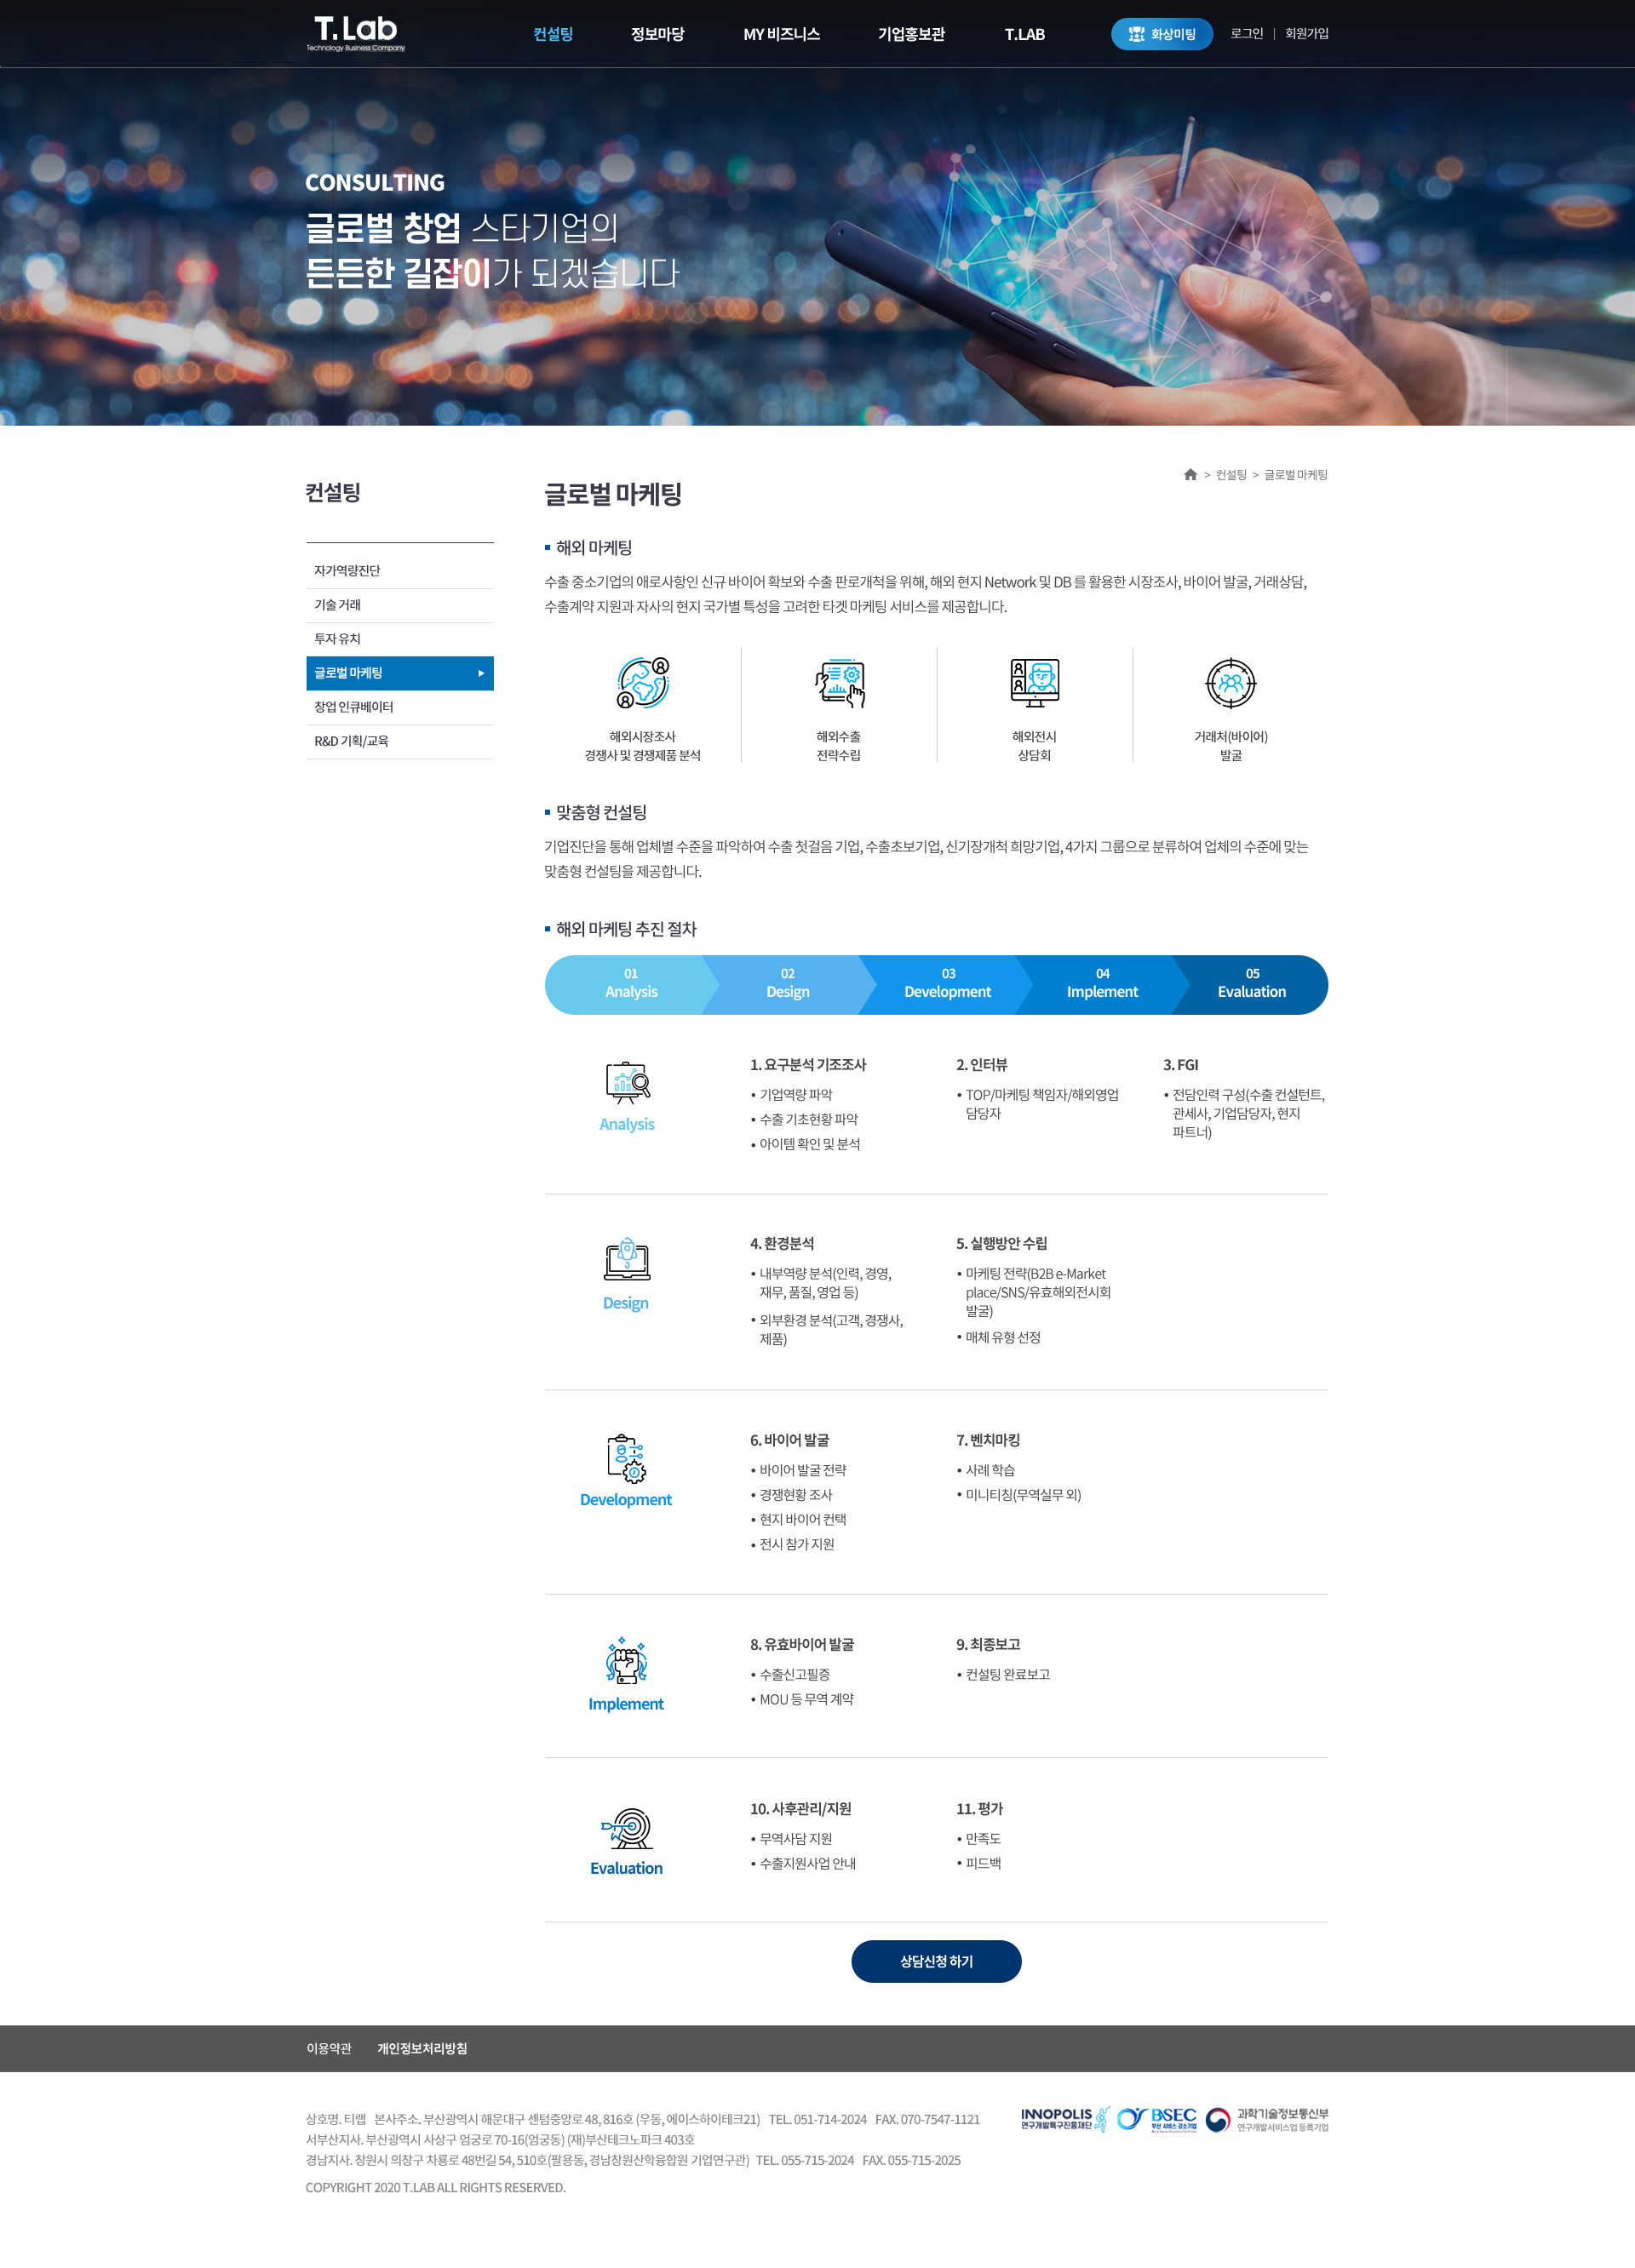 T.Lab
Technology Business Company
컨설팅
정보마당
MY 비즈니스
기업홍보관
T.LAB
화상미팅
로그인
회원가입
CONSULTING
글로벌 창업 스타기업의
든든한 길잡이가 되겠습니다
> 컨설팅 > 글로벌 마케팅
컨설팅
자가역량진단
기술 거래
투자 유치
글로벌 마케팅
창업 인큐베이터
R&D 기획/교육
글로벌 마케팅
해외 마케팅
수출 중소기업의 애로사항인 신규 바이어 확보와 수출 판로개척을 위해, 해외 현지 Network 및 DB 를 활용한 시장조사, 바이어 발굴, 거래상담,
수출계약 지원과 자사의 현지 국가별 특성을 고려한 타겟 마케팅 서비스를 제공합니다.
해외시장조사
경쟁사 및 경쟁제품 분석
해외수출
전략수립
해외전시
상담회
거래처(바이어)
발굴
맞춤형 컨설팅
기업진단을 통해 업체별 수준을 파악하여 수출 첫걸음 기업, 수출초보기업, 신기장개척 희망기업, 4가지 그룹으로 분류하여 업체의 수준에 맞는
맞춤형 컨설팅을 제공합니다.
해외 마케팅 추진 절차
01
Analysis
02
Design
03
Development
04
Implement
05
Evaluation
Analysis
1. 요구분석 기조조사
• 기업역량 파악
• 수출 기초현황 파악
• 아이템 확인 및 분석
2. 인터뷰
• TOP/마케팅 책임자/해외영업
담당자
3. FGI
• 전담인력 구성(수출 컨설턴트,
관세사, 기업담당자, 현지
파트너)
Design
4. 환경분석
• 내부역량 분석(인력, 경영,
재무, 품질, 영업 등)
• 외부환경 분석(고객, 경쟁사,
제품)
5. 실행방안 수립
• 마케팅 전략(B2B e-Market
place/SNS/유효해외전시회
발굴)
• 매체 유형 선정
Development
6. 바이어 발굴
• 바이어 발굴 전략
• 경쟁현황 조사
• 현지 바이어 컨택
• 전시 참가 지원
7. 벤치마킹
• 사례 학습
• 미니티칭(무역실무 외)
Implement
8. 유효바이어 발굴
• 수출신고필증
• MOU 등 무역 계약
9. 최종보고
• 컨설팅 완료보고
Evaluation
10. 사후관리/지원
• 무역사담 지원
• 수출지원사업 안내
11. 평가
• 만족도
• 피드백
상담신청 하기
이용약관
개인정보처리방침
상호명. 티랩 본사주소. 부산광역시 해운대구 센텀중앙로 48, 816호 (우동, 에이스하이테크21) TEL. 051-714-2024 FAX. 070-7547-1121
서부산지사. 부산광역시 사상구 엄궁로 70-16(엄궁동) (재)부산테크노파크 403호
경남지사. 창원시 의창구 차룡로 48번길 54, 510호(팔용동, 경남창원산학융합원 기업연구관) TEL. 055-715-2024 FAX. 055-715-2025
COPYRIGHT 2020 T.LAB ALL RIGHTS RESERVED.
INNOPOLIS
연구개발특구진흥재단
BSEC
부산 서비스 강소기업
과학기술정보통신부
연구개발서비스업 등록기업